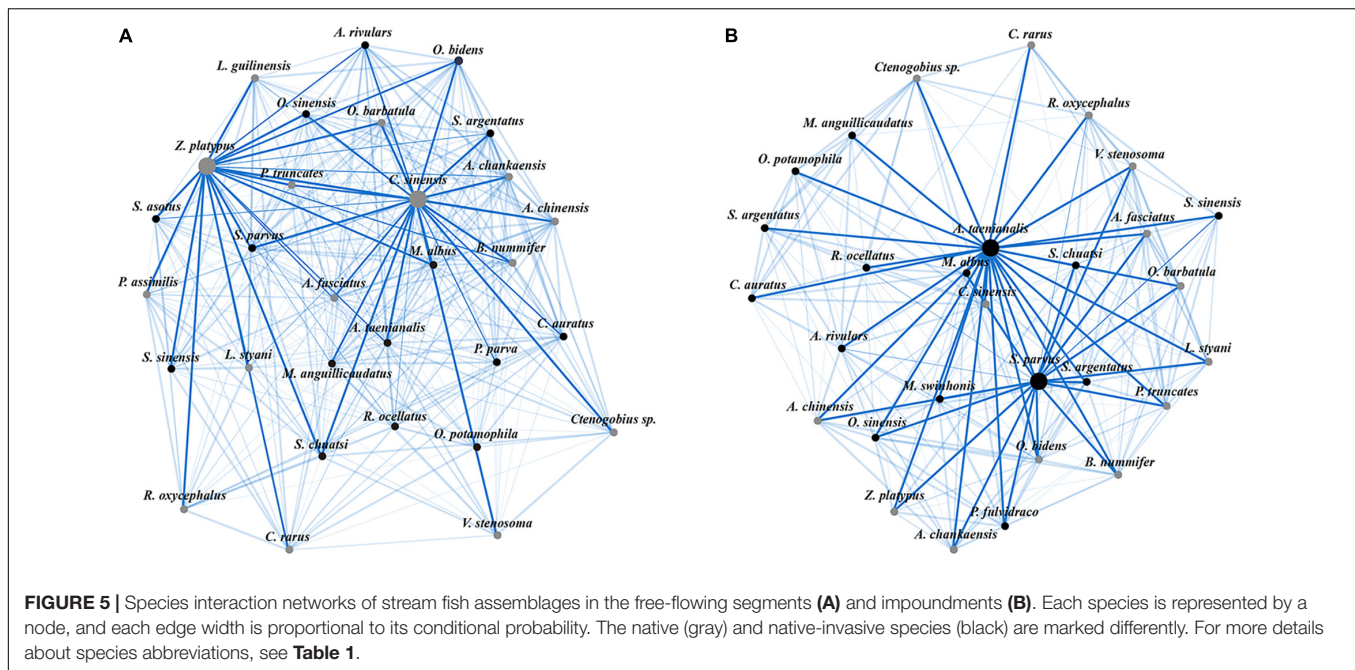 A
A. rivulars
O. bidens
L. guilinensis
O. sinensis
O. barbatula
S. argentatus
Z. platypus
P. truncates
A. chankaensis
C. sinensis
S. asotus
A. chinensis
S. parvus
M. albus
B. nummifer
P. assimilis
A. fasciatus
A. taenianalis
C. auratus
S. sinensis
L. styani
M. anguillicaudatus
P. parva
R. ocellatus
Ctenogobius sp.
S. chuatsi
O. potamophila
R. oxycephalus
V. stenosoma
C. rarus
B
C. rarus
Ctenogobius sp.
R. oxycephalus
M. anguillicaudatus
V. stenosoma
O. potamophila
S. sinensis
S. argentatus
A. taenianalis
A. fasciatus
R. ocellatus
M. albus
S. chuatsi
O. barbatula
C. auratus
C. sinensis
A. rivulars
L. styani
S. parvus
S. argentatus
M. swinhonis
P. truncates
A. chinensis
O. sinensis
O. bidens
B. nummifer
Z. platypus
P. fulvidraco
A. chankaensis
FIGURE 5 | Species interaction networks of stream fish assemblages in the free-flowing segments (A) and impoundments (B). Each species is represented by a
node, and each edge width is proportional to its conditional probability. The native (gray) and native-invasive species (black) are marked differently. For more details
about species abbreviations, see Table 1.